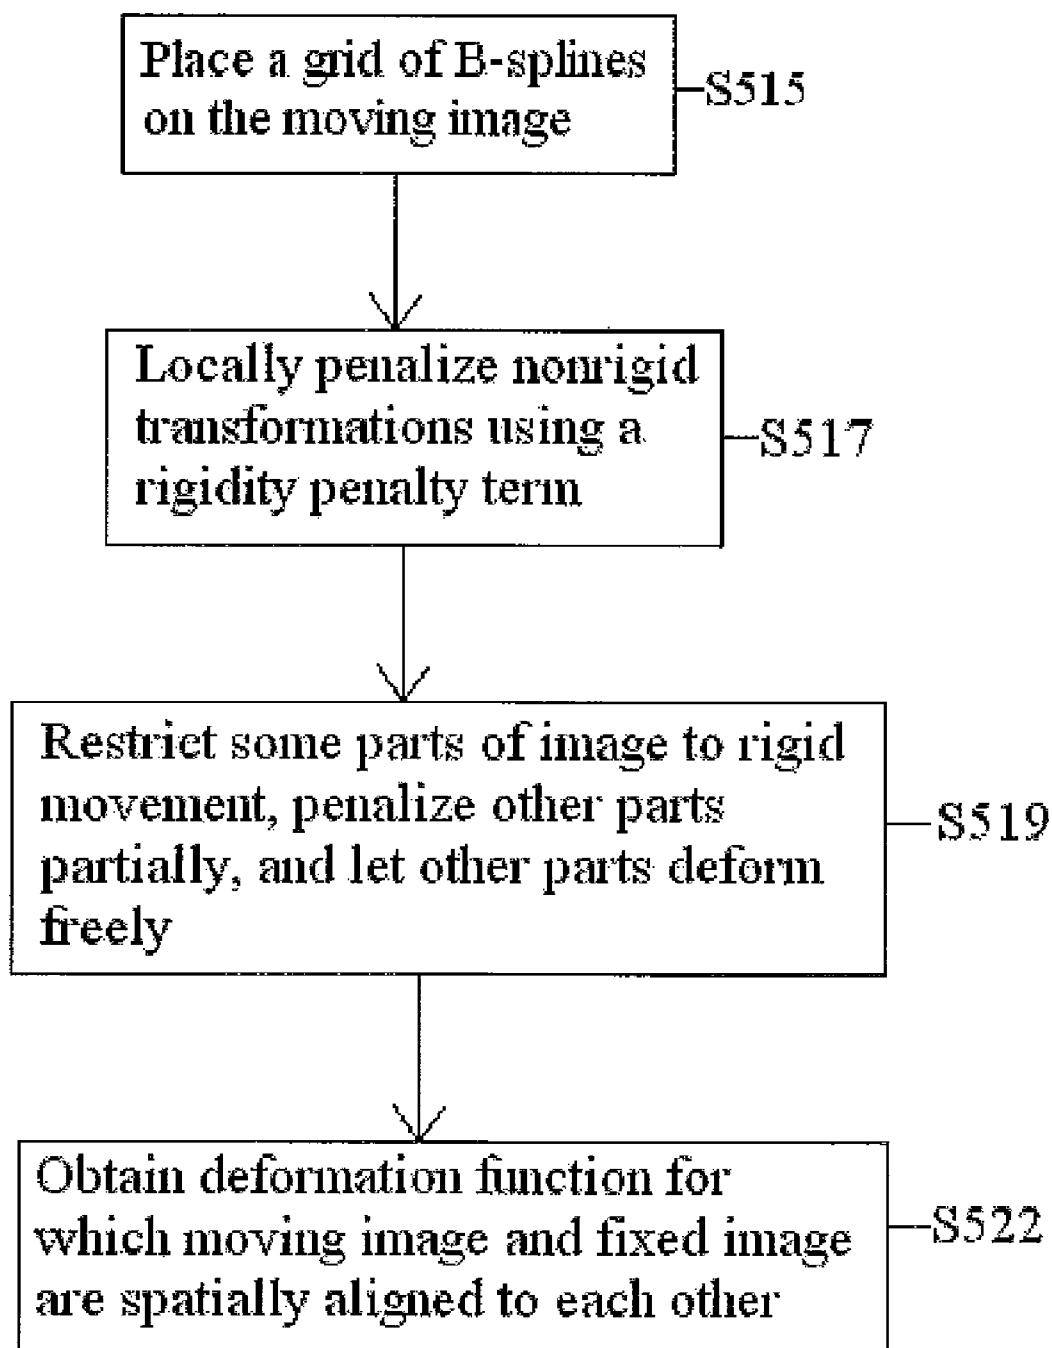 Place a grid of B-splines
on the moving image
S515
Locally penalize nonrigid
transformations using a
rigidity penalty term
S517
Restrict some parts of image to rigid
movement, penalize other parts
partially, and let other parts deform
freely
S519
Obtain deformation function for
which moving image and fixed image
are spatially aligned to each other
S522